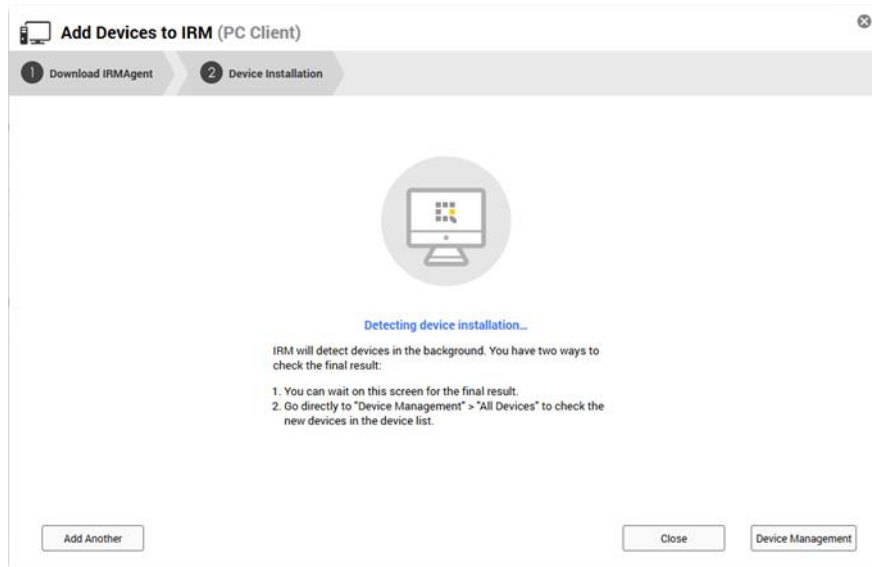 Add Devices to IRM (PC Client)
1 Download IRMAgent
2 Device Installation
Detecting device installation...
IRM will detect devices in the background. You have two ways to
check the final result:
1. You can wait on this screen for the final result.
2. Go directly to "Device Management" > "All Devices" to check the
new devices in the device list.
Add Another
Close
Device Management